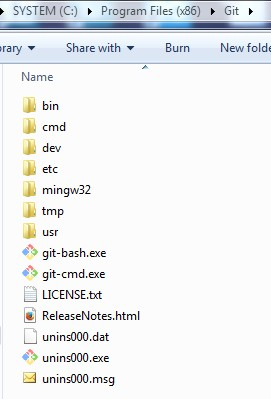 SYSTEM (C:) Program Files (x86) Git
Share with Burn New folde
Name
bin
cmd
dev
etc
mingw32
tmp
usr
git-bash.exe
git-cmd.exe
LICENSE.txt
ReleaseNotes.html
unins000.dat
unins000.exe
unins000.msg